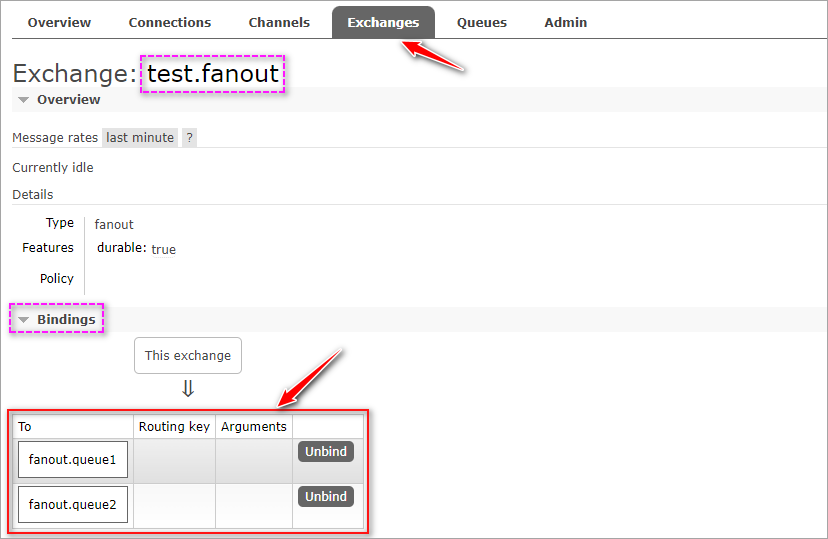 Overview Connections Channels Exchanges Queues Admin
Exchange: test.fanout
Overview
Message rates last minute ?
Currently idle
Details
Type fanout
Features durable: true
Policy
Bindings
This exchange
⇓
To Routing key Arguments
fanout.queue1 Unbind
fanout.queue2 Unbind